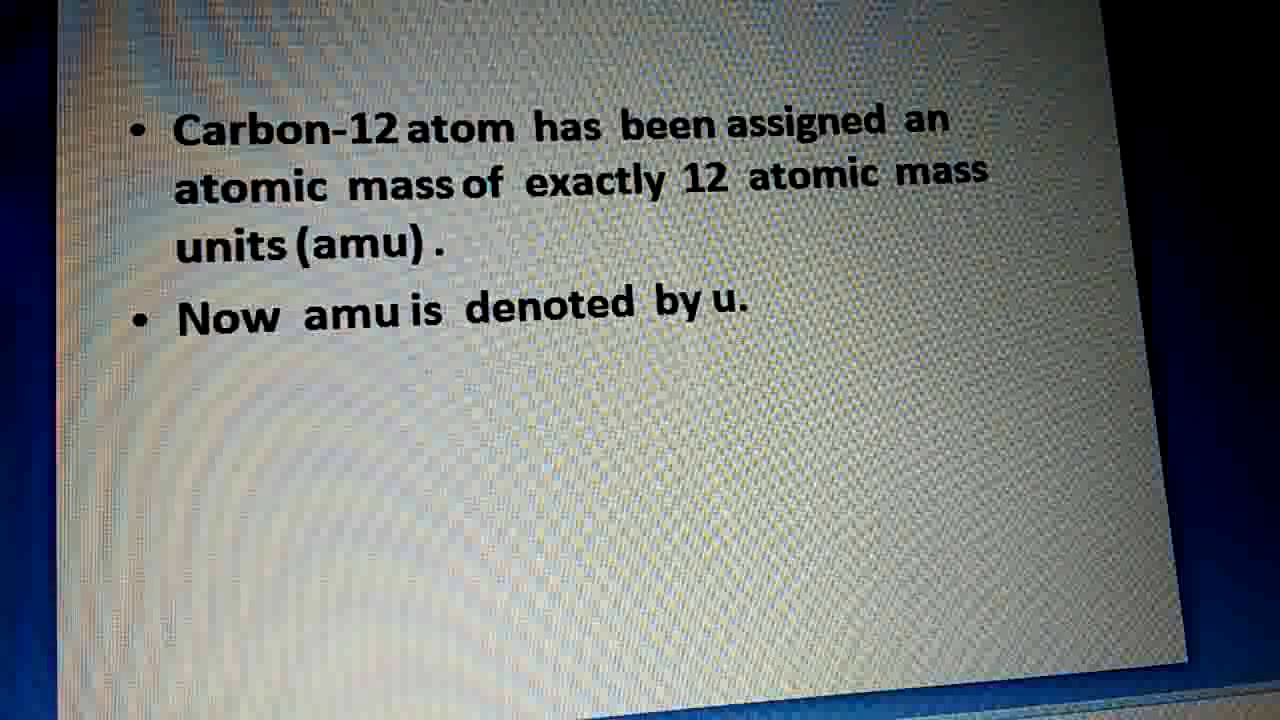 • Carbon-12 atom has been assigned an
atomic mass of exactly 12 atomic mass
units (amu) .
• Now amu is denoted by u.